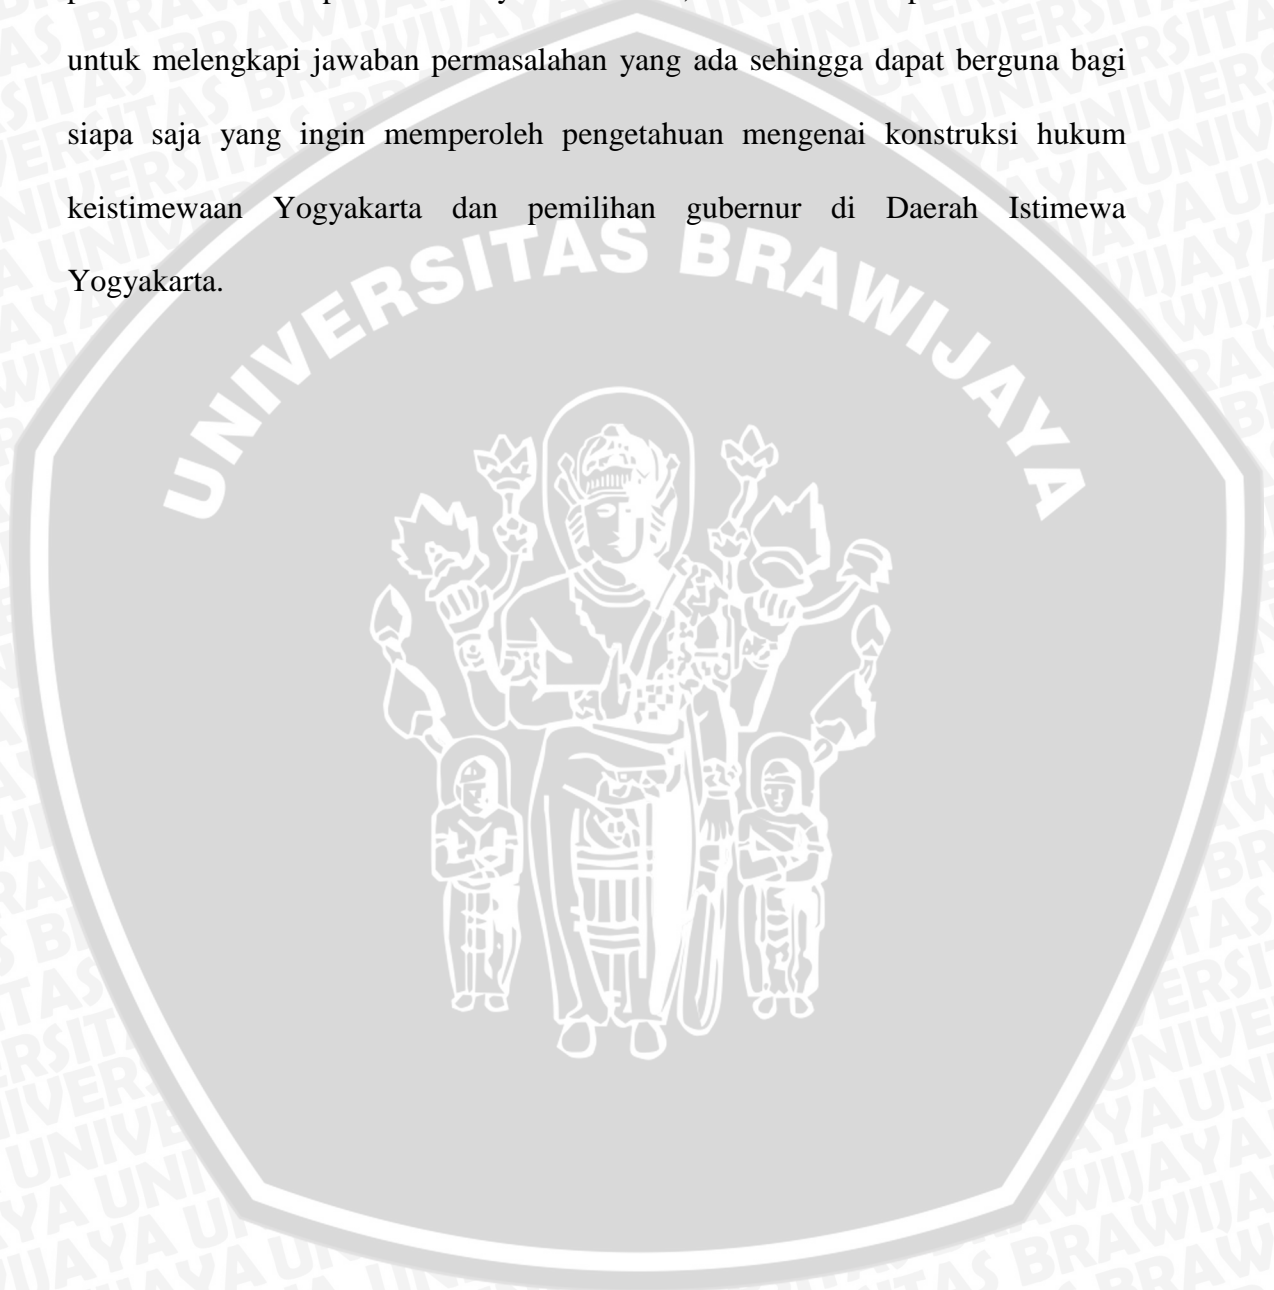 untuk melengkapi jawaban permasalahan yang ada sehingga dapat berguna bagi
siapa saja yang ingin memperoleh pengetahuan mengenai konstruksi hukum
keistimewaan Yogyakarta dan pemilihan gubernur di Daerah Istimewa
Yogyakarta.
UNIVERSITAS BRAWIJAYA